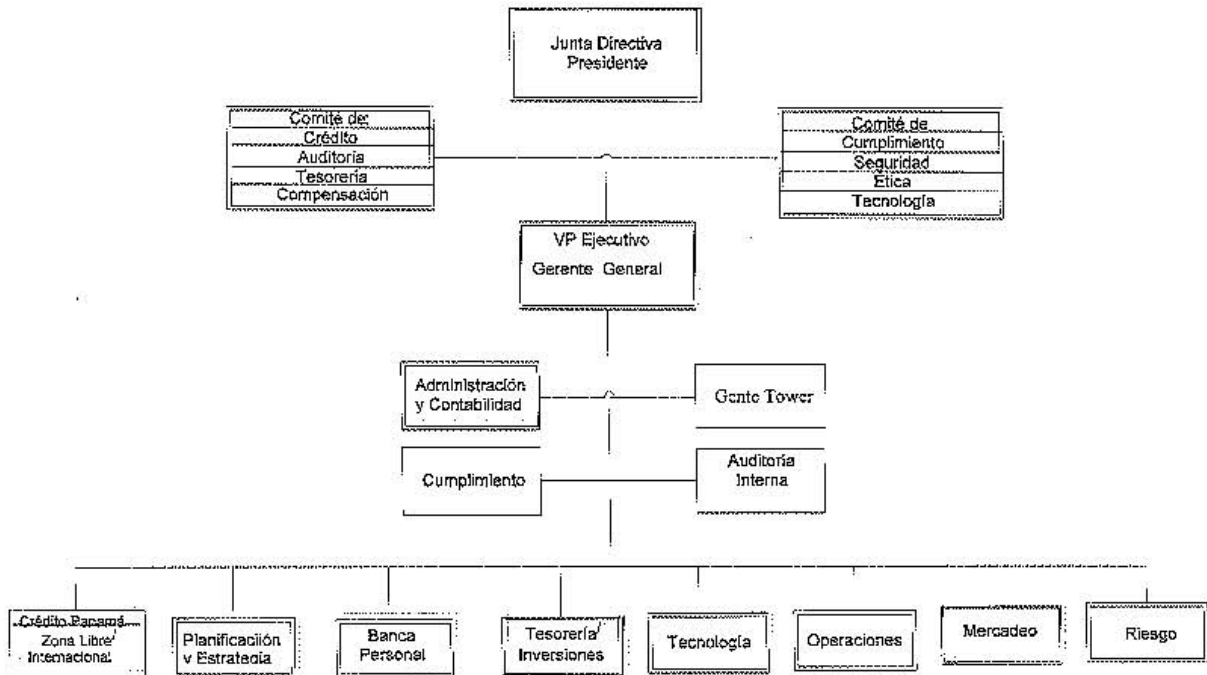 Junta Directiva
Presidente
Comité de:
Crédito
Auditoría
Tesorería
Compensación
Comité de
Cumplimiento
Seguridad
Etica
Tecnología
VP Ejecutivo
Gerente General
Administración
y Contabilidad
Gente Tower
Cumplimiento
Auditoría
Interna
Crédito Panamá
Zona Libre
Internacional
Planificaciión
y Estrategia
Banca
Personal
Tesorería/
Inversiones
Tecnología
Operaciones
Mercadeo
Riesgo